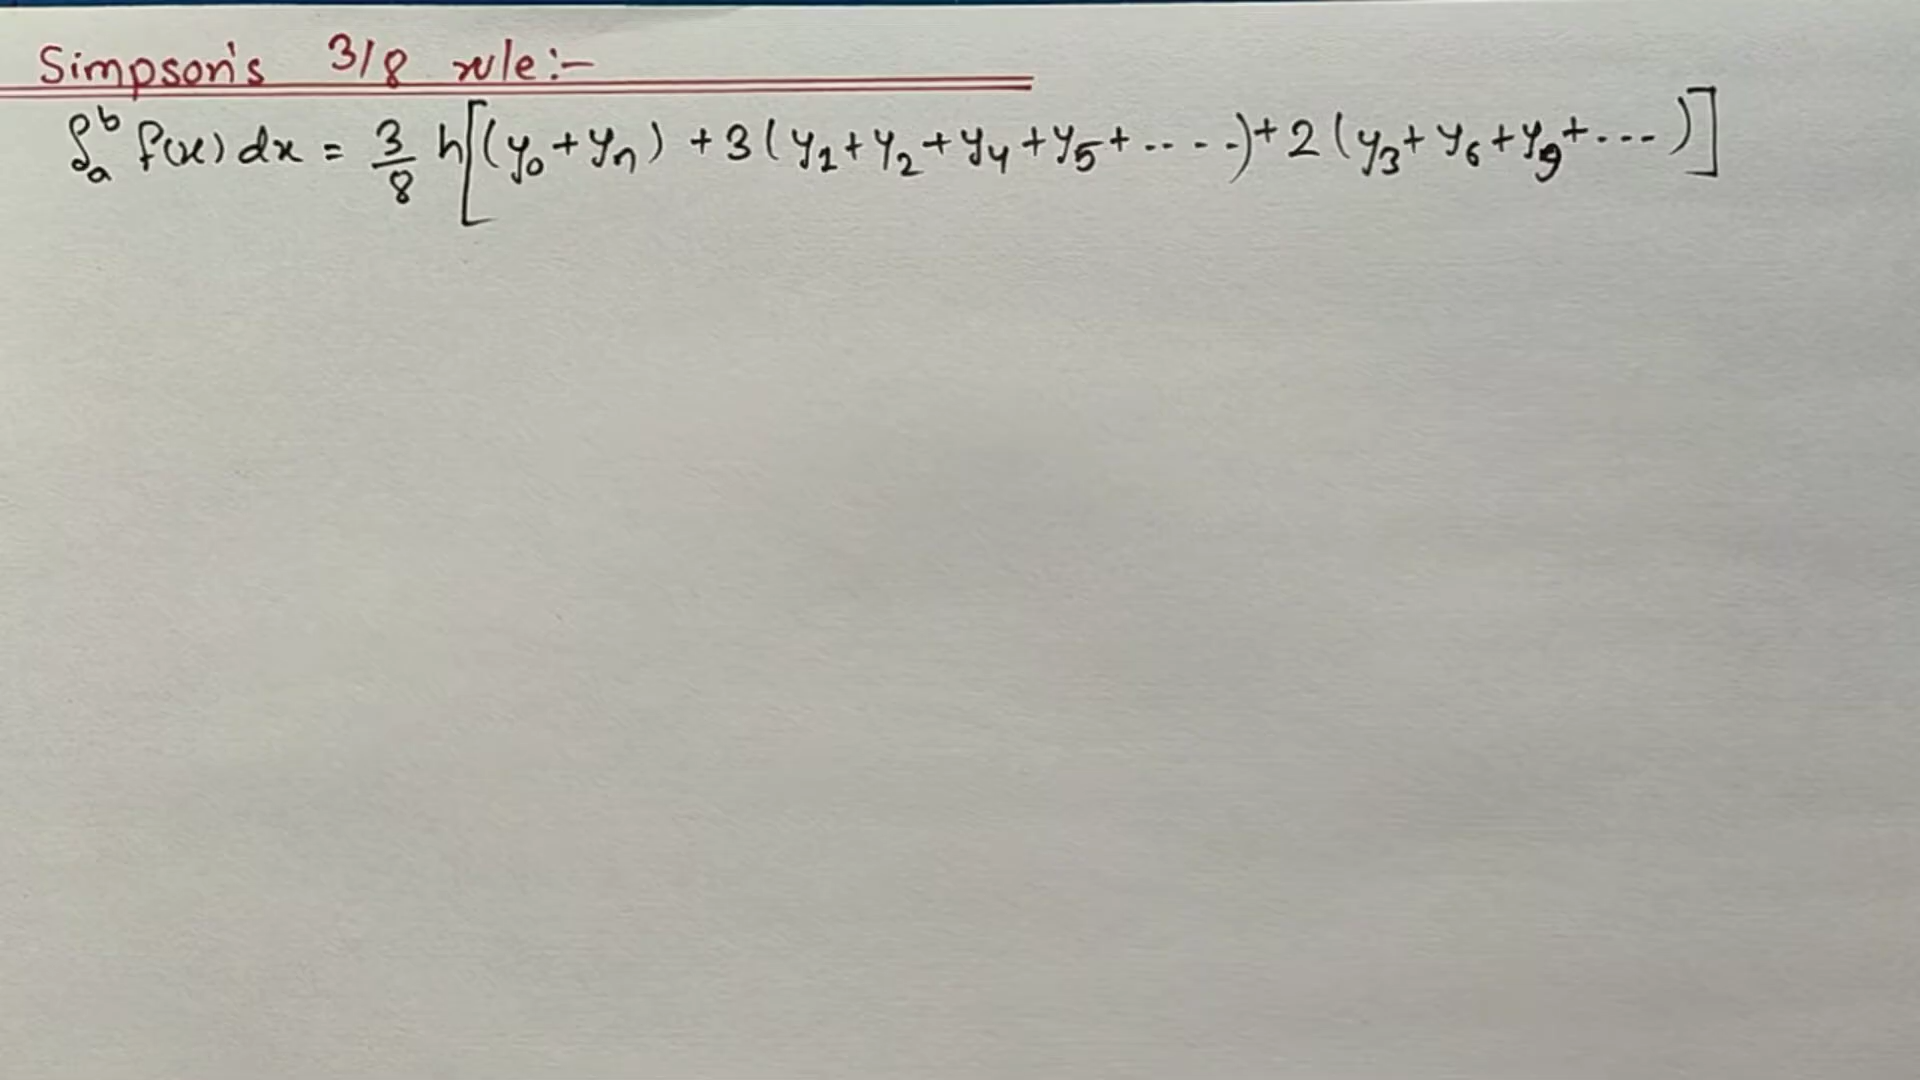 Simpson's 3/8 rule:-
∫ₐᵇ f(x) dx = 3/8 h[(y₀+yₙ) +3(y₁+y₂+y₄+y₅+.....)+2(y₃+y₆+y₉+...)]